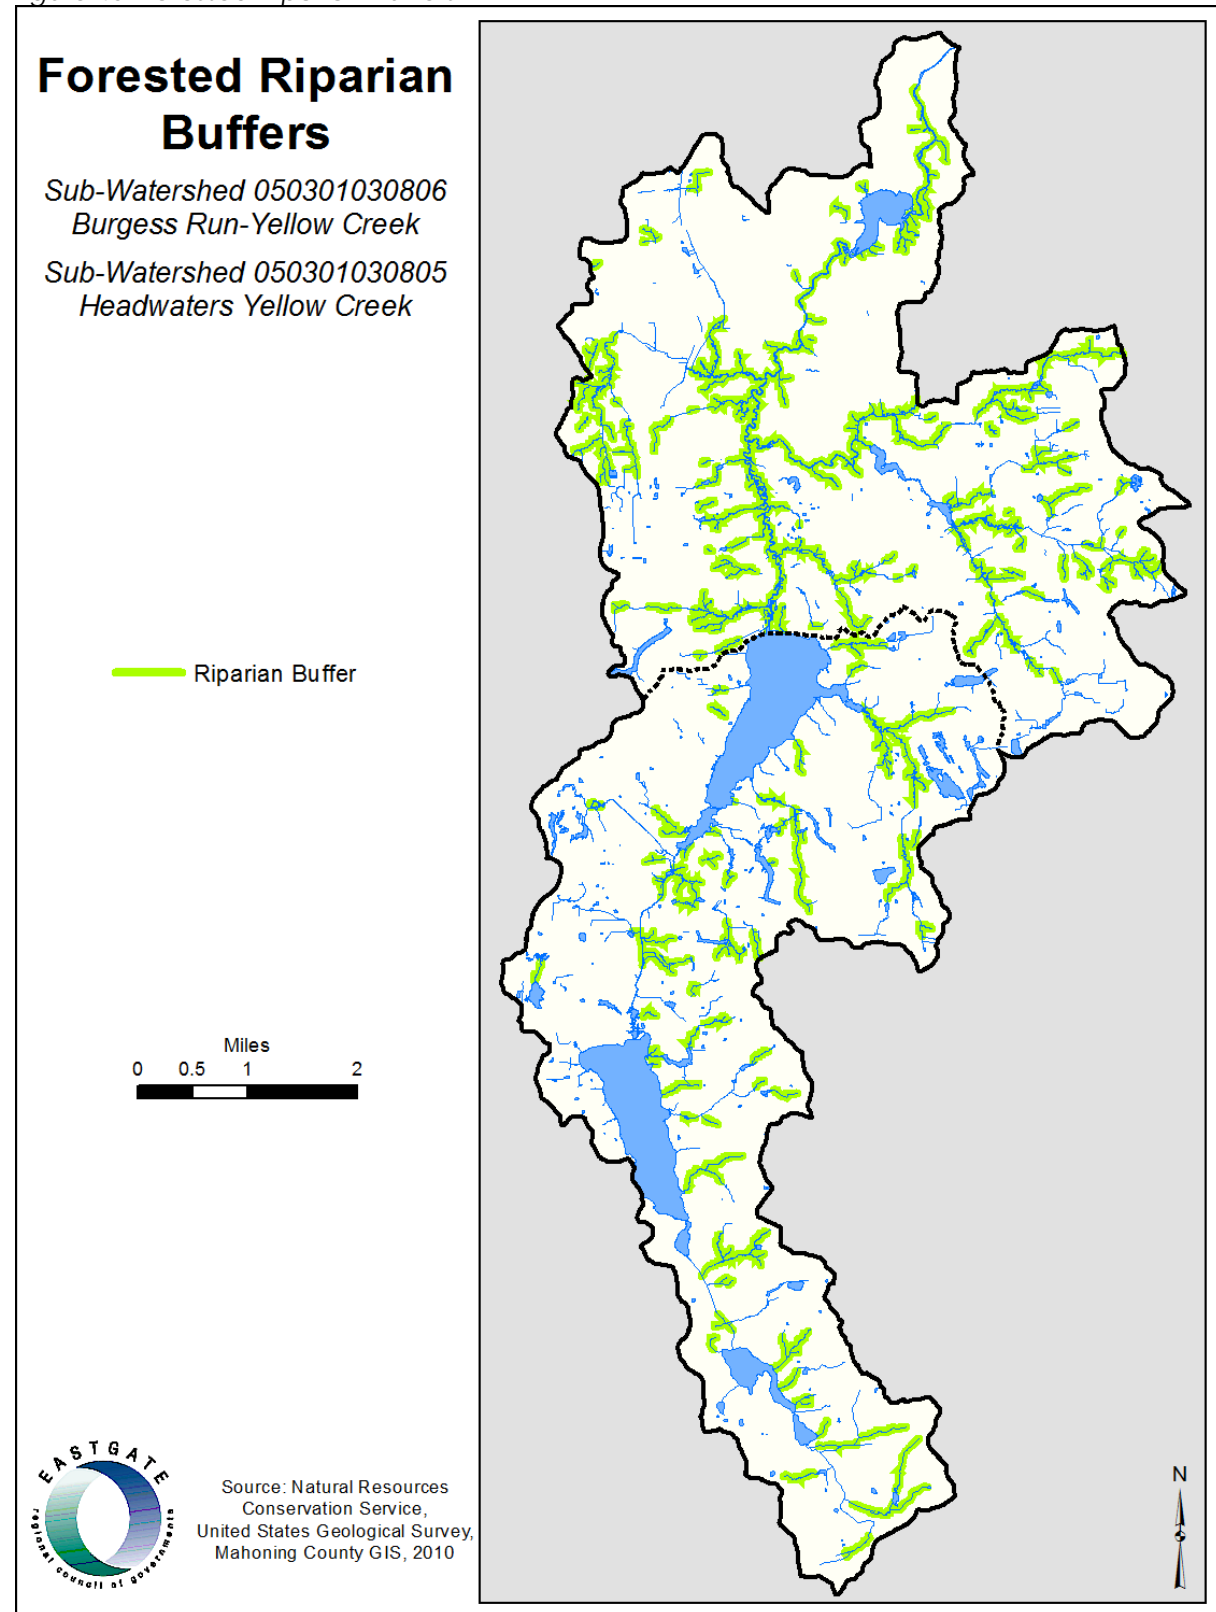 Forested Riparian
Buffers
Sub-Watershed 050301030806
Burgess Run-Yellow Creek
Sub-Watershed 050301030805
Headwaters Yellow Creek
Riparian Buffer
Miles
0 0.5 1 2
EASTGATE
regional council of governments
Source: Natural Resources
Conservation Service,
United States Geological Survey,
Mahoning County GIS, 2010
N